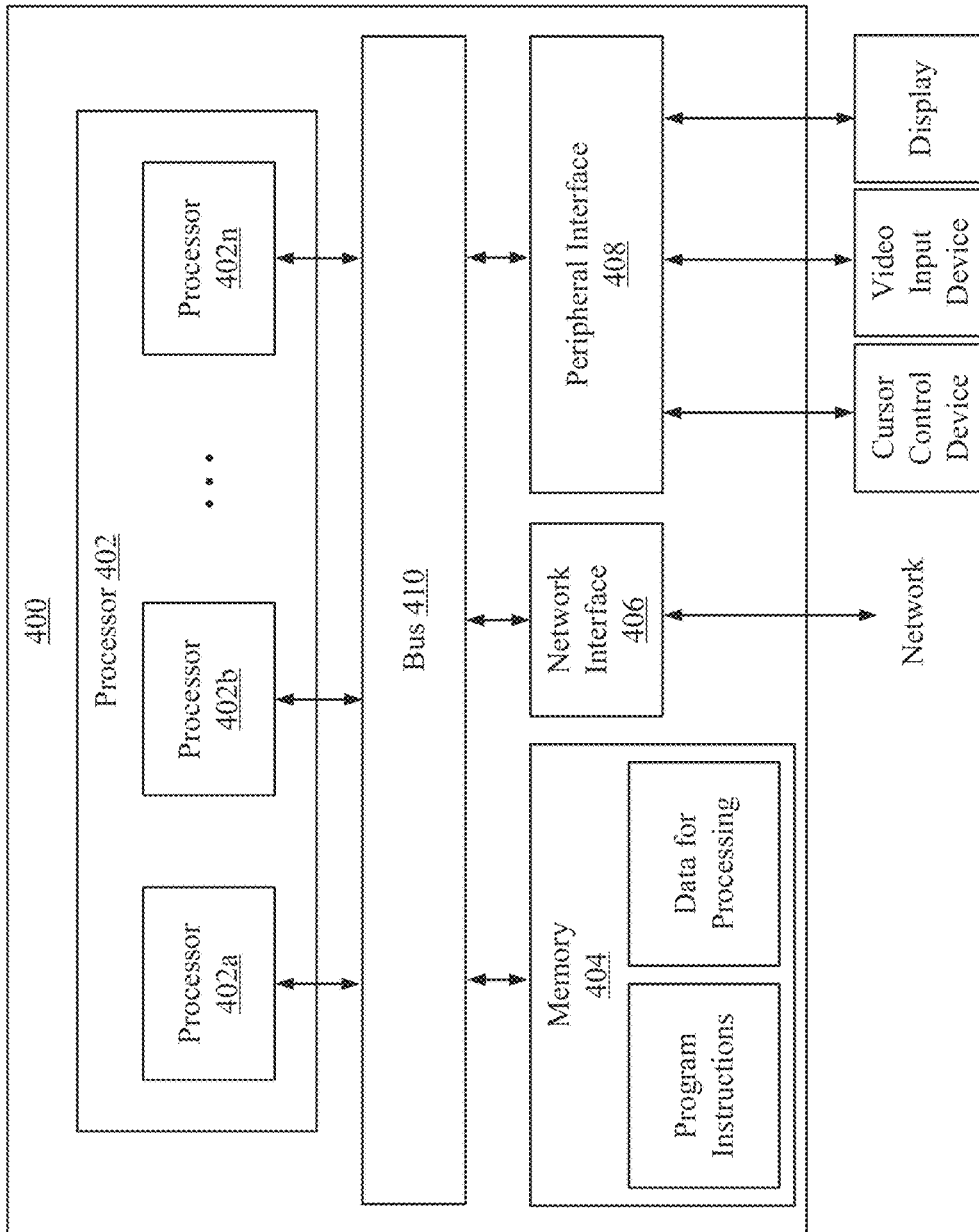 400
Processor 402
Processor
402a
Processor
402b
Processor
402n
Bus 410
Memory
404
Program
Instructions
Data for
Processing
Network
Interface
406
Peripheral Interface
408
Network
Cursor
Control
Device
Video
Input
Device
Display